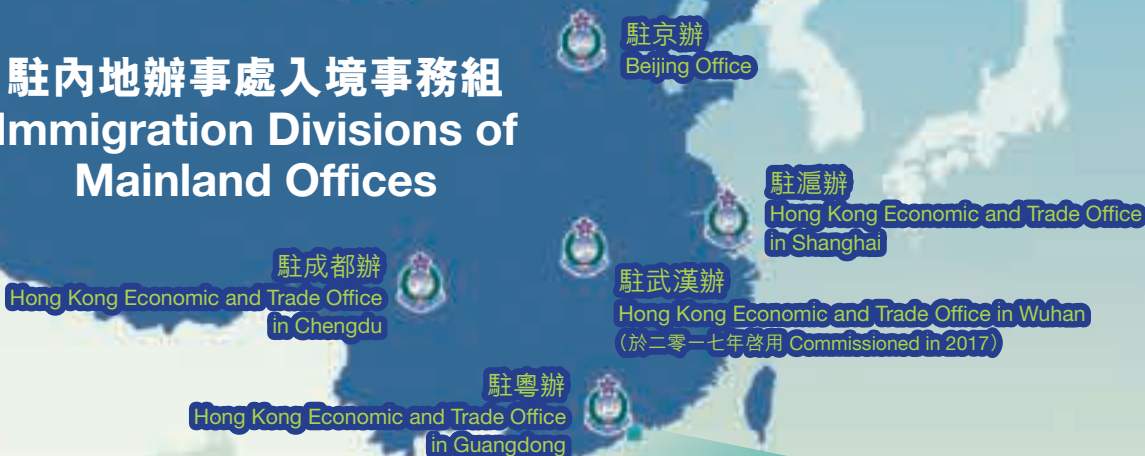 駐內地辦事處入境事務組
Immigration Divisions of
Mainland Offices
駐京辦
Beijing Office
駐滬辦
Hong Kong Economic and Trade Office
in Shanghai
駐成都辦
Hong Kong Economic and Trade Office
in Chengdu
駐武漢辦
Hong Kong Economic and Trade Office in Wuhan
(於二零一七年啓用 Commissioned in 2017)
駐粵辦
Hong Kong Economic and Trade Office
in Guangdong